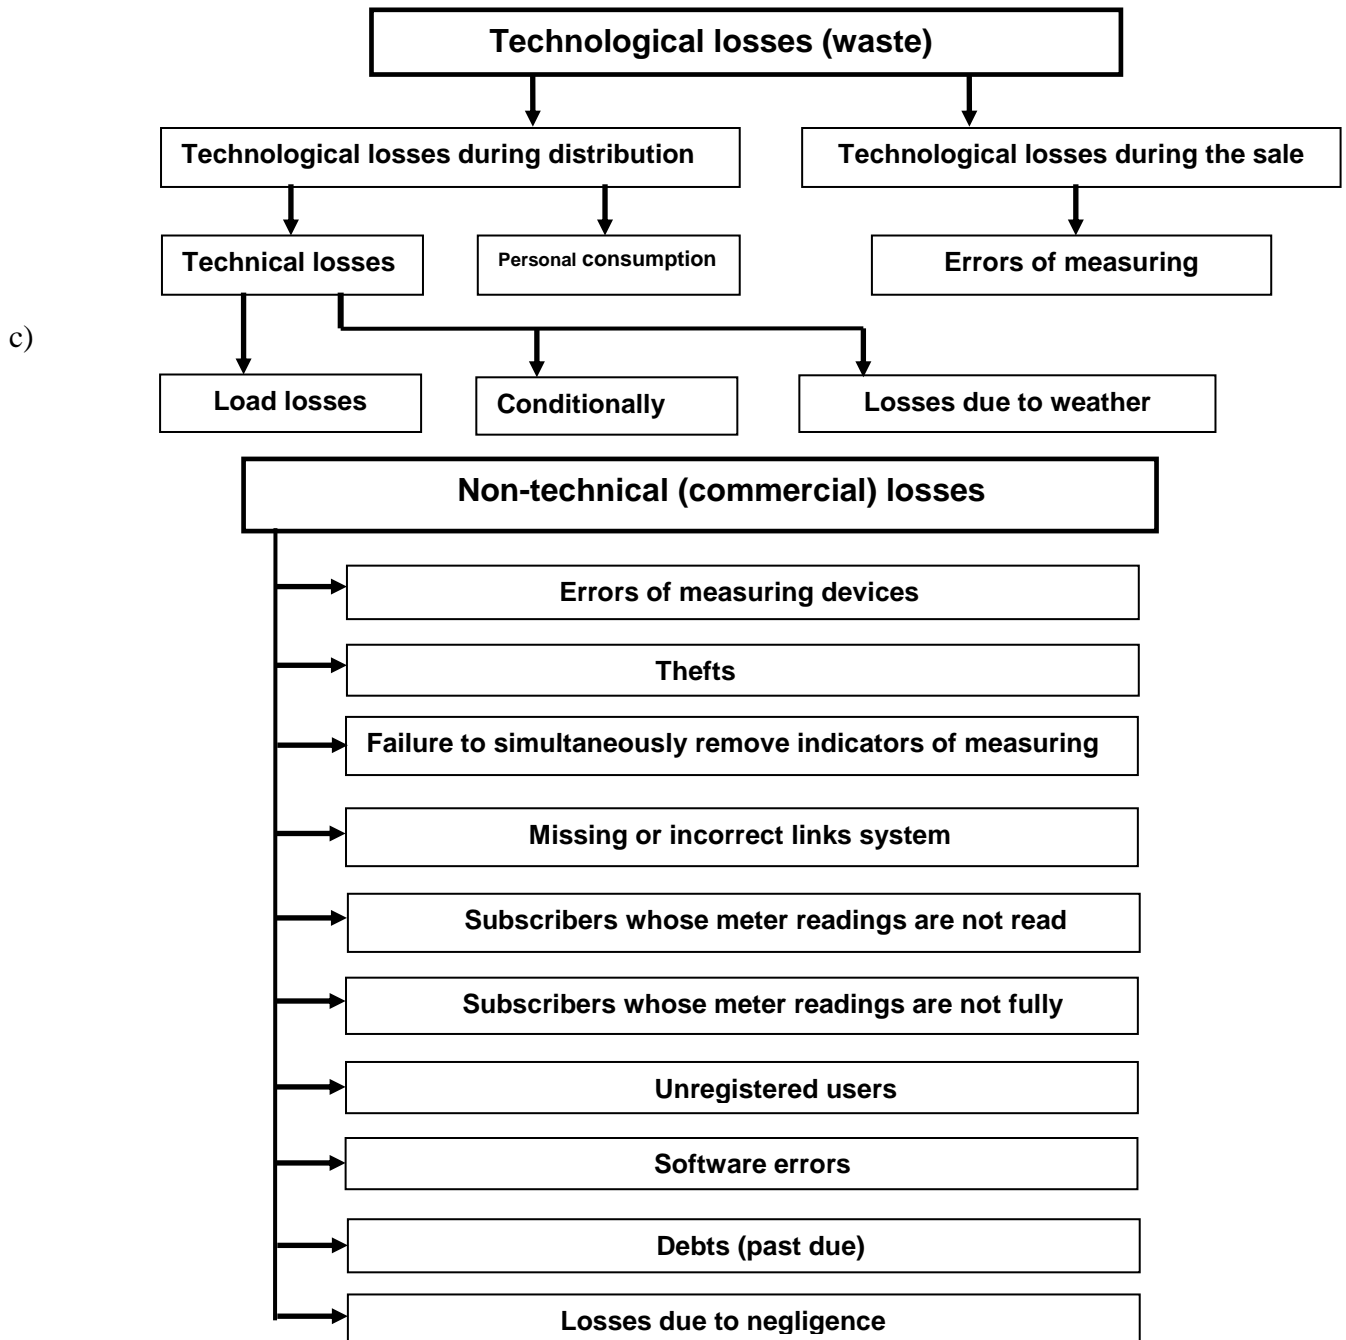 Technological losses (waste)
Technological losses during distribution
Technological losses during the sale
Technical losses
Personal consumption
Errors of measuring
c)
Load losses
Conditionally
Losses due to weather
Non-technical (commercial) losses
Errors of measuring devices
Thefts
Failure to simultaneously remove indicators of measuring
Missing or incorrect links system
Subscribers whose meter readings are not read
Subscribers whose meter readings are not fully
Unregistered users
Software errors
Debts (past due)
Losses due to negligence